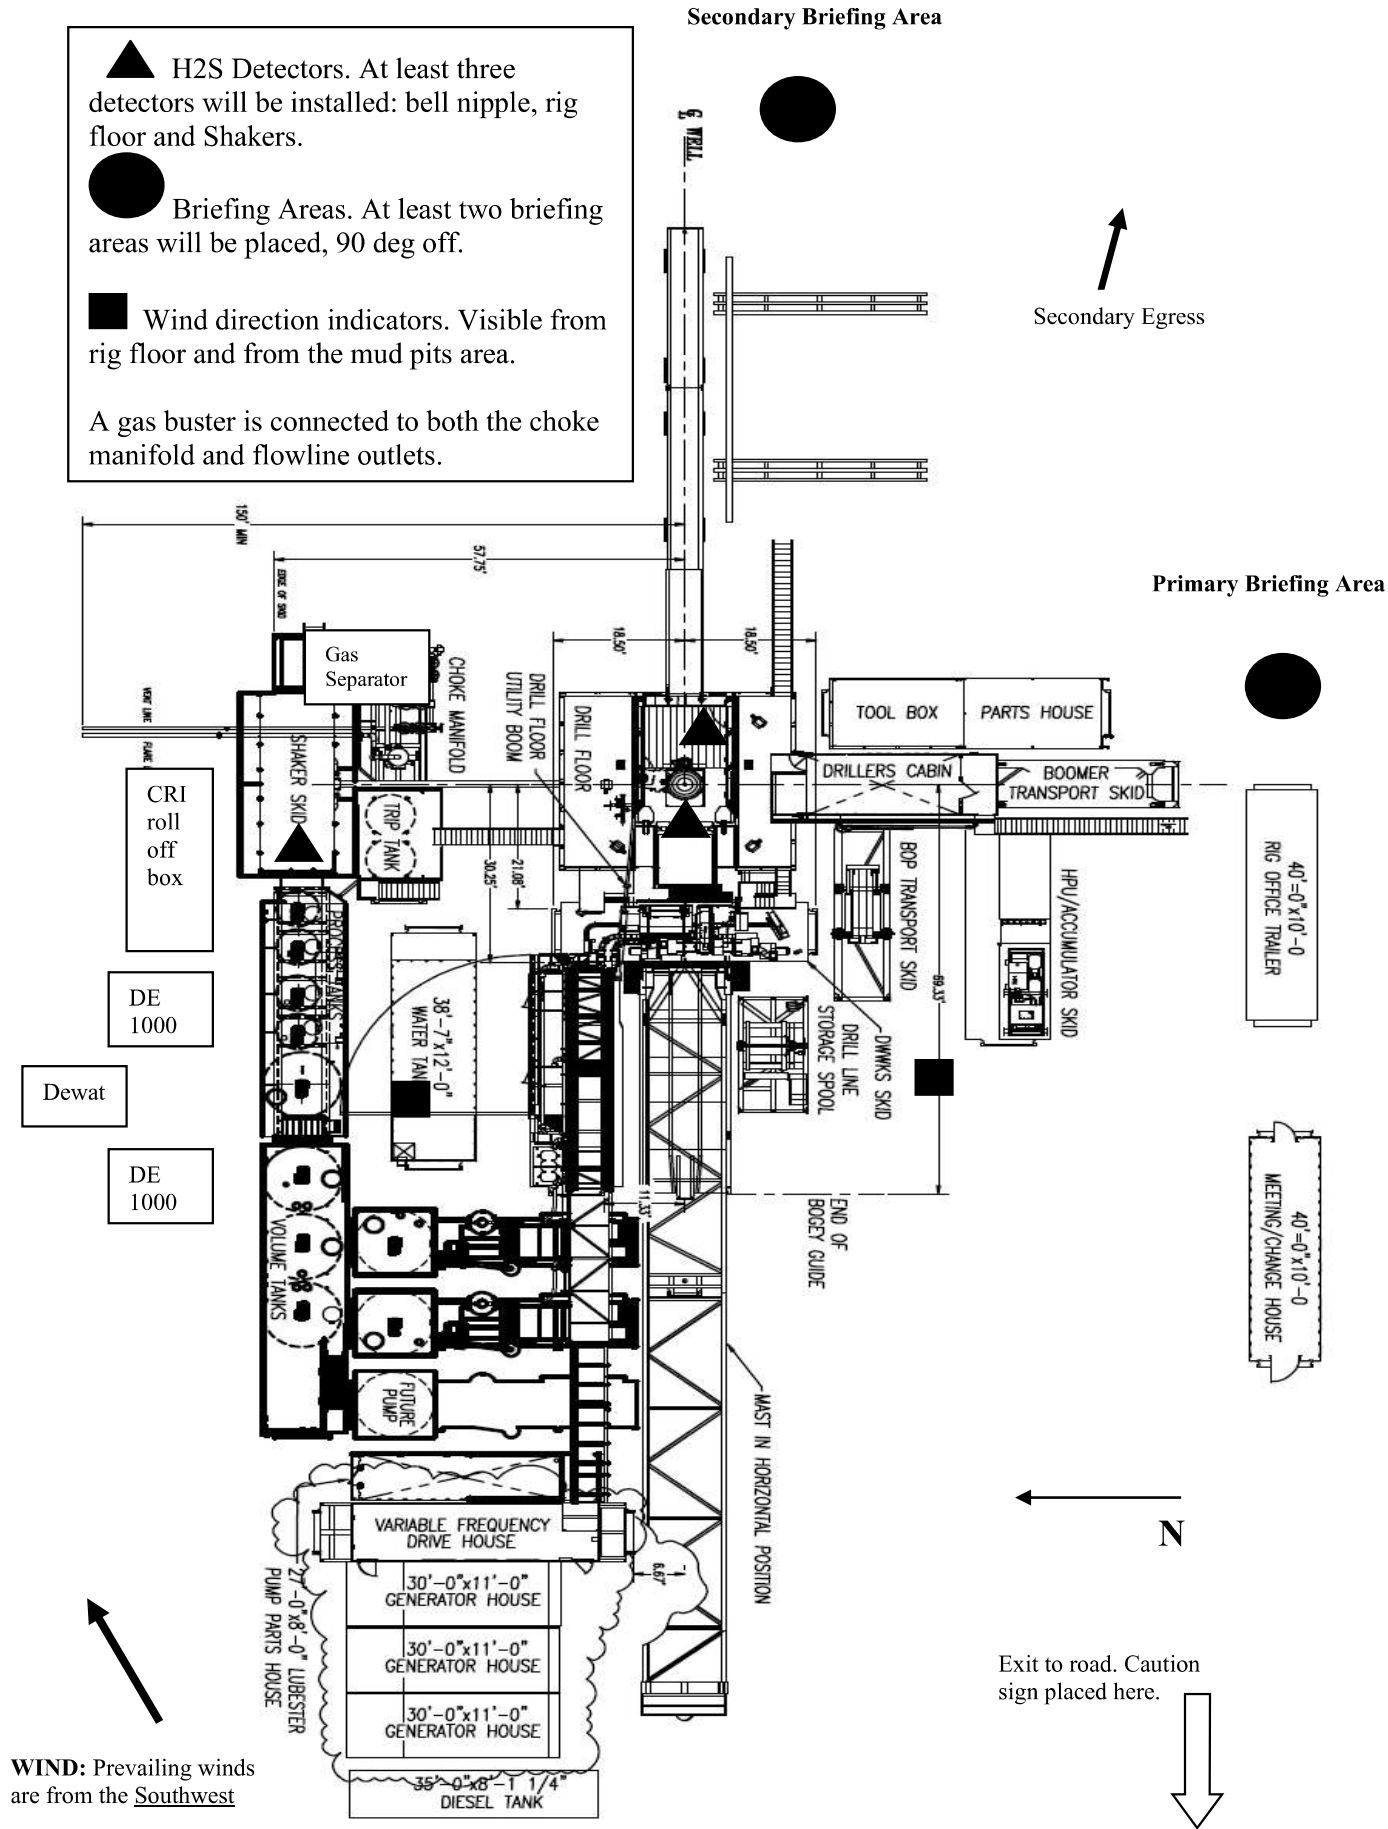 Secondary Briefing Area
H2S Detectors. At least three
detectors will be installed: bell nipple, rig
floor and Shakers.
Briefing Areas. At least two briefing
areas will be placed, 90 deg off.
Wind direction indicators. Visible from
rig floor and from the mud pits area.
A gas buster is connected to both the choke
manifold and flowline outlets.
WELL
Secondary Egress
150' MIN
57.75'
EDGE OF SKID
Primary Briefing Area
18.50'
18.50'
Gas
Separator
CHOKE MANIFOLD
DRILL FLOOR
UTILITY BOOM
DRILL FLOOR
TOOL BOX
PARTS HOUSE
VENT LINE
FLARE
SHAKER SKID
DRILLERS CABIN
BOOMER
TRANSPORT SKID
CRI
roll
off
box
TRIP TANK
30.25'
21.08'
BOP TRANSPORT SKID
HPU/ACCUMULATOR SKID
40'=0"x10'-0
RIG OFFICE TRAILER
PROCESS TANKS
DE
1000
38'-7"x12'-0"
WATER TAN
69.33'
DRILL LINE
STORAGE SPOOL
DWWKS SKID
Dewat
DE
1000
VOLUME TANKS
11.33'
END OF
BOGEY GUIDE
40'=0"x10'-0
MEETING/CHANGE HOUSE
FUTURE
PUMP
MAST IN HORIZONTAL POSITION
VARIABLE FREQUENCY
DRIVE HOUSE
N
6.67'
27'-0"x8'-0" LUBESTER
PUMP PARTS HOUSE
30'-0"x11'-0"
GENERATOR HOUSE
30'-0"x11'-0"
GENERATOR HOUSE
30'-0"x11'-0"
GENERATOR HOUSE
Exit to road. Caution
sign placed here.
WIND: Prevailing winds
are from the Southwest
35'-0"x8'-1 1/4"
DIESEL TANK